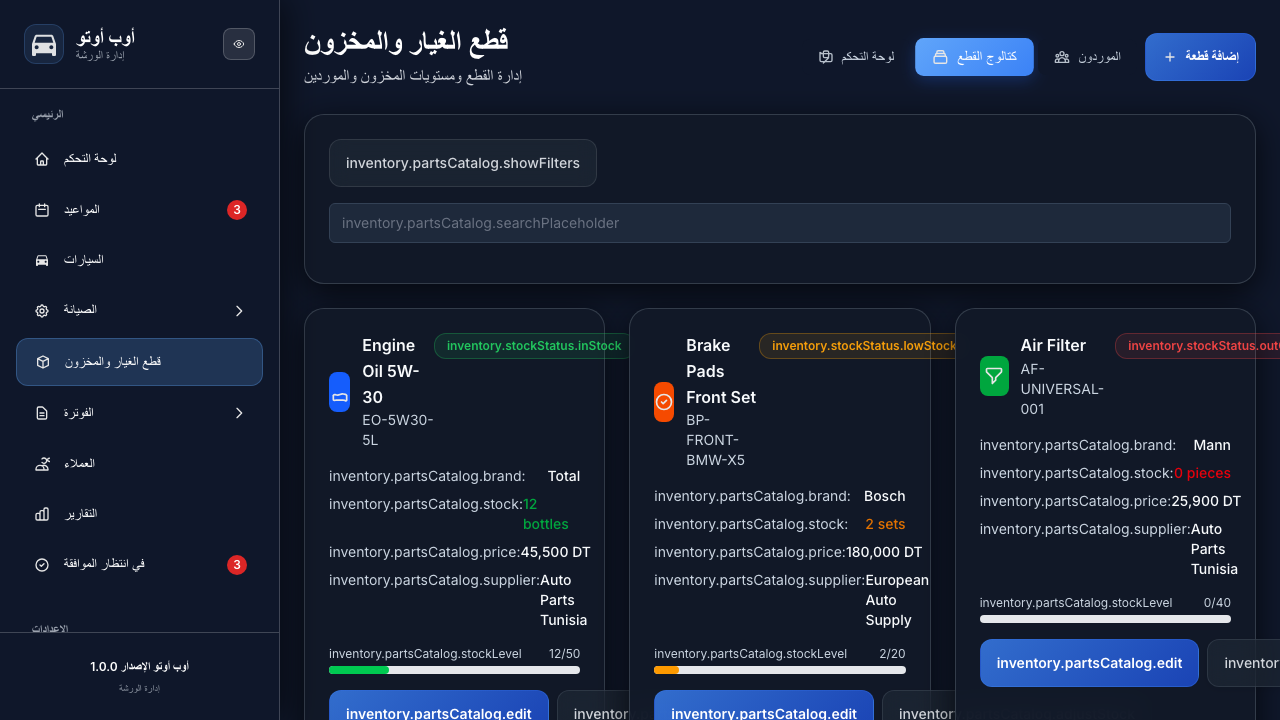 أوب أوتو
إدارة الورشة
الرئيسي
لوحة التحكم
المواعيد
3
السيارات
الصيانة
قطع الغيار والمخزون
الفوترة
العملاء
التقارير
في انتظار الموافقة
3
الإعدادات
أوب أوتو الإصدار 1.0.0
إدارة الورشة
قطع الغيار والمخزون
إدارة القطع ومستويات المخزون والموردين
لوحة التحكم
كتالوج القطع
الموردون
إضافة قطعة
inventory.partsCatalog.showFilters
inventory.partsCatalog.searchPlaceholder
Engine
Oil 5W-
30
EO-5W30-
5L
inventory.stockStatus.inStock
inventory.partsCatalog.brand: Total
inventory.partsCatalog.stock:12
bottles
inventory.partsCatalog.price:45,500 DT
inventory.partsCatalog.supplier:Auto
Parts
Tunisia
inventory.partsCatalog.stockLevel 12/50
inventory.partsCatalog.edit
inventor
Brake
Pads
Front Set
BP-
FRONT-
BMW-X5
inventory.stockStatus.lowStock
inventory.partsCatalog.brand: Bosch
inventory.partsCatalog.stock: 2 sets
inventory.partsCatalog.price:180,000 DT
inventory.partsCatalog.supplier:European
Auto
Supply
inventory.partsCatalog.stockLevel 2/20
inventory.partsCatalog.edit
inventory
Air Filter
AF-
UNIVERSAL-
001
inventory.stockStatus.out
inventory.partsCatalog.brand: Mann
inventory.partsCatalog.stock:0 pieces
inventory.partsCatalog.price:25,900 DT
inventory.partsCatalog.supplier:Auto
Parts
Tunisia
inventory.partsCatalog.stockLevel 0/40
inventory.partsCatalog.edit
inventor